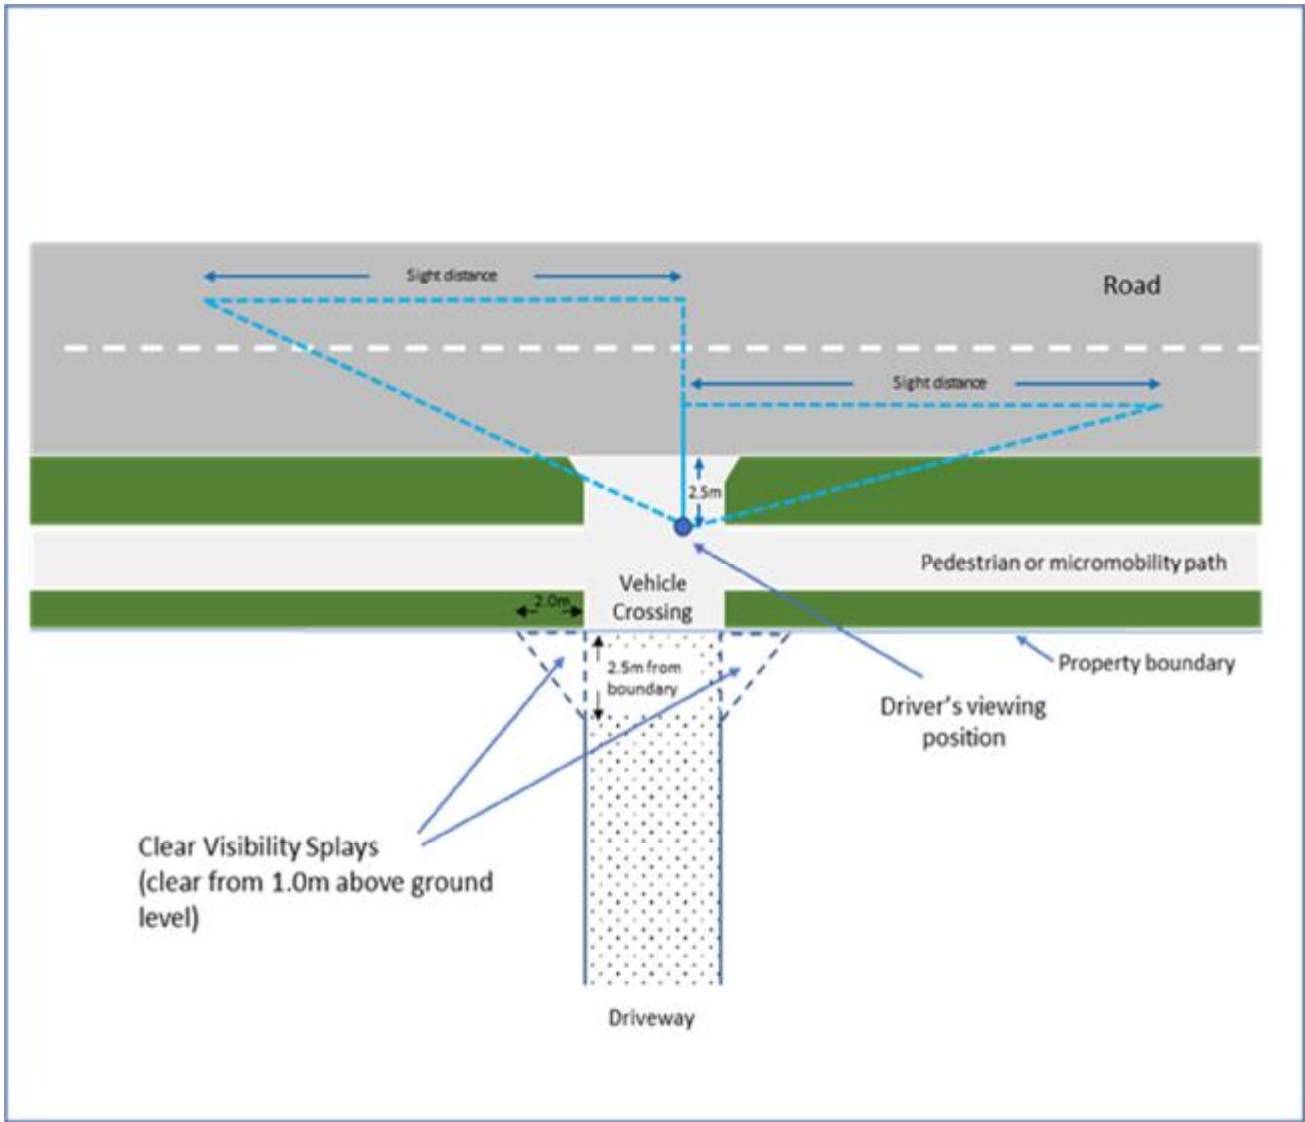 Sight distance
Road
Sight distance
2.5m
Pedestrian or micromobility path
Vehicle
Crossing
2.0m
2.5m from
boundary
Property boundary
Driver's viewing
position
Clear Visibility Splays
(clear from 1.0m above ground
level)
Driveway